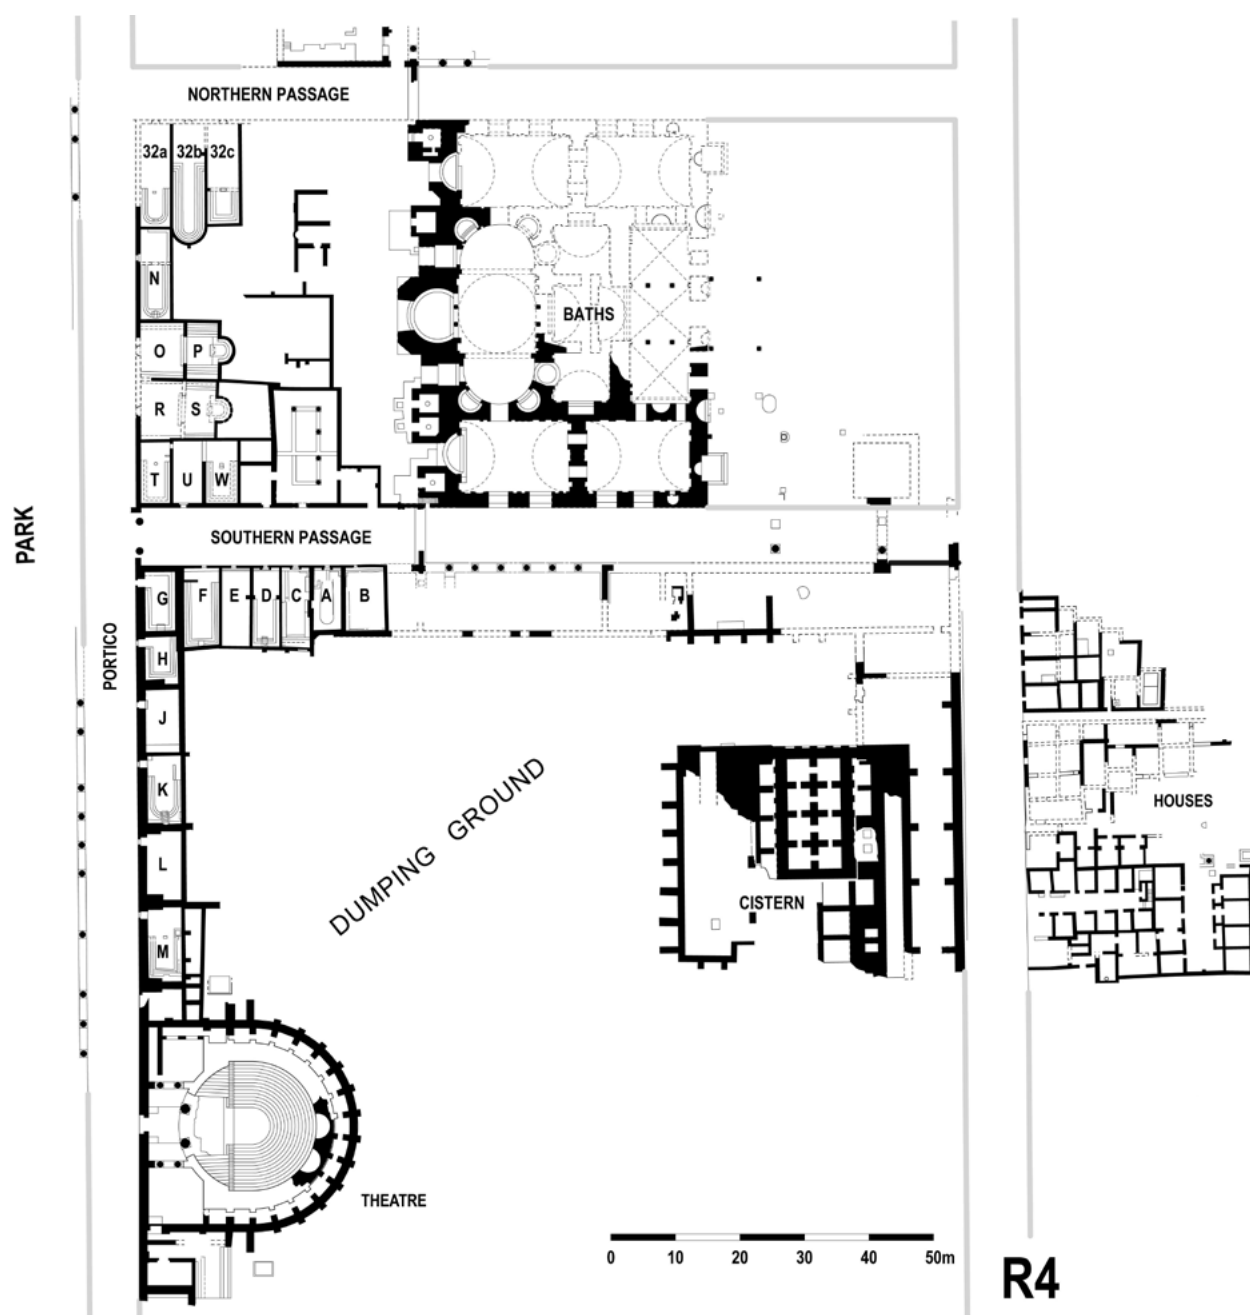 NORTHERN PASSAGE
32a 32b 32c
N
BATHS
O P
R S
T U W
PARK
SOUTHERN PASSAGE
G F E D C A B
H
PORTICO
J
K
DUMPING GROUND
HOUSES
L
CISTERN
M
THEATRE
0 10 20 30 40 50m
R4